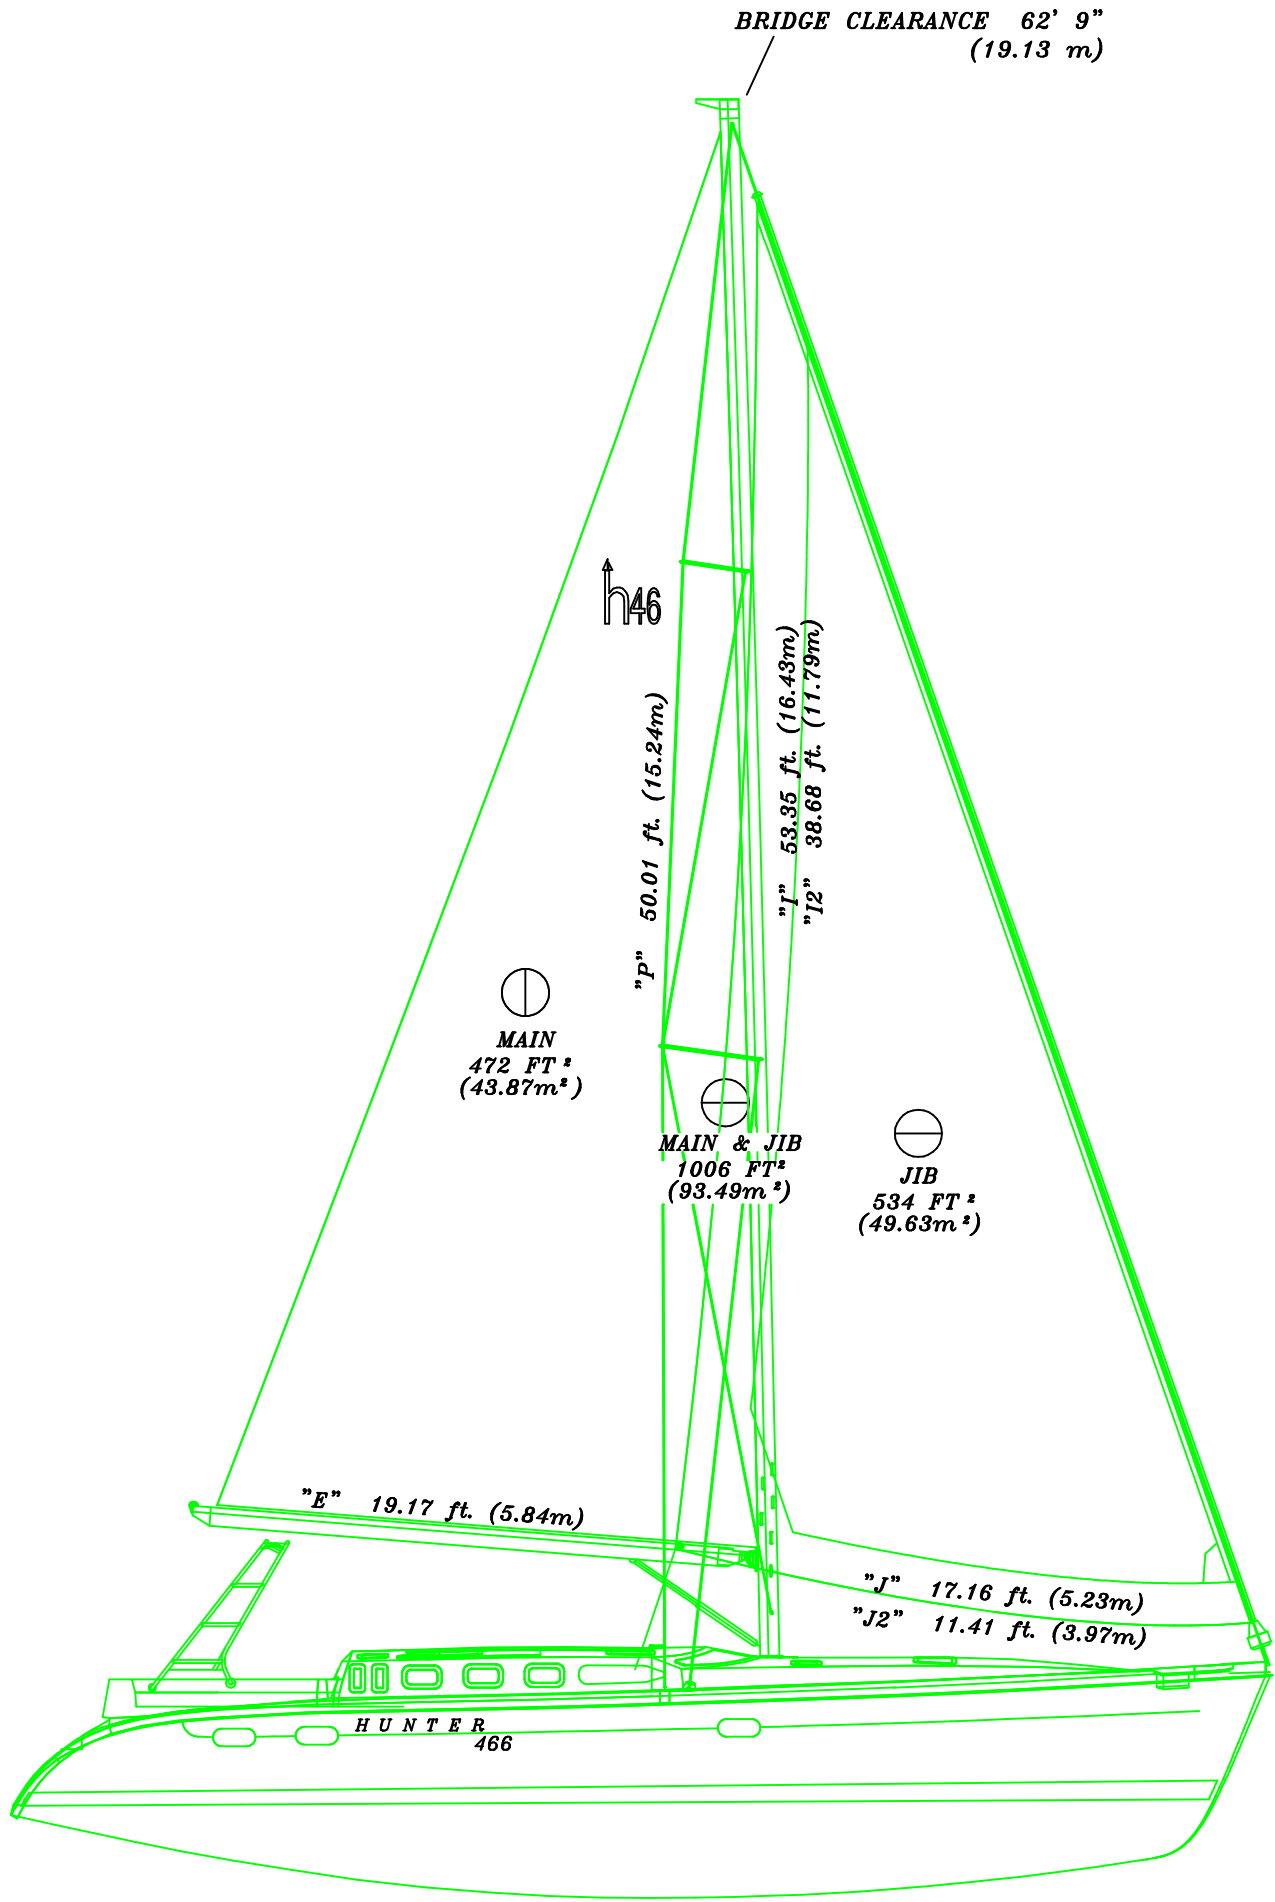 BRIDGE CLEARANCE 62' 9"
(19.13 m)
h46
"P" 50.01 ft. (15.24m)
"I" 53.35 ft. (16.43m)
"I2" 38.68 ft. (11.79m)
MAIN
472 FT²
(43.87m²)
MAIN & JIB
1006 FT²
(93.49m²)
JIB
534 FT²
(49.63m²)
"E" 19.17 ft. (5.84m)
"J" 17.16 ft. (5.23m)
"J2" 11.41 ft. (3.97m)
HUNTER
466